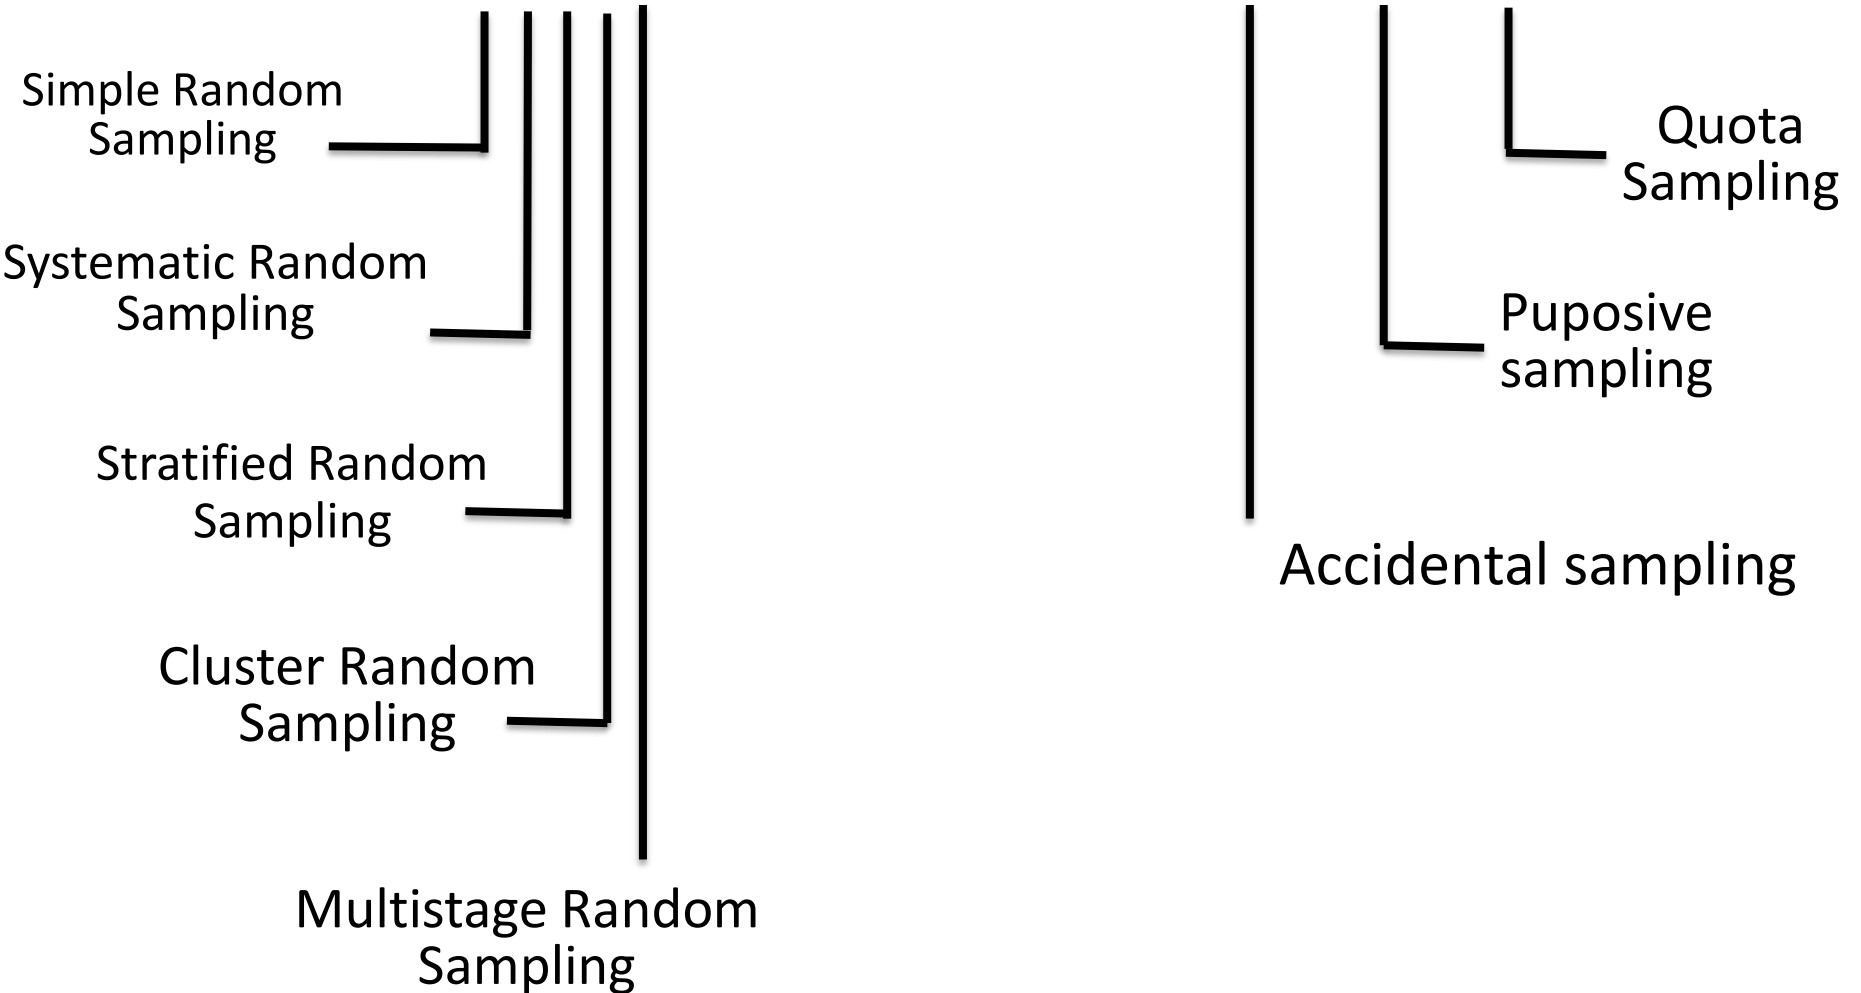 Simple Random
Sampling
Systematic Random
Sampling
Stratified Random
Sampling
Cluster Random
Sampling
Multistage Random
Sampling
Quota
Sampling
Puposive
sampling
Accidental sampling